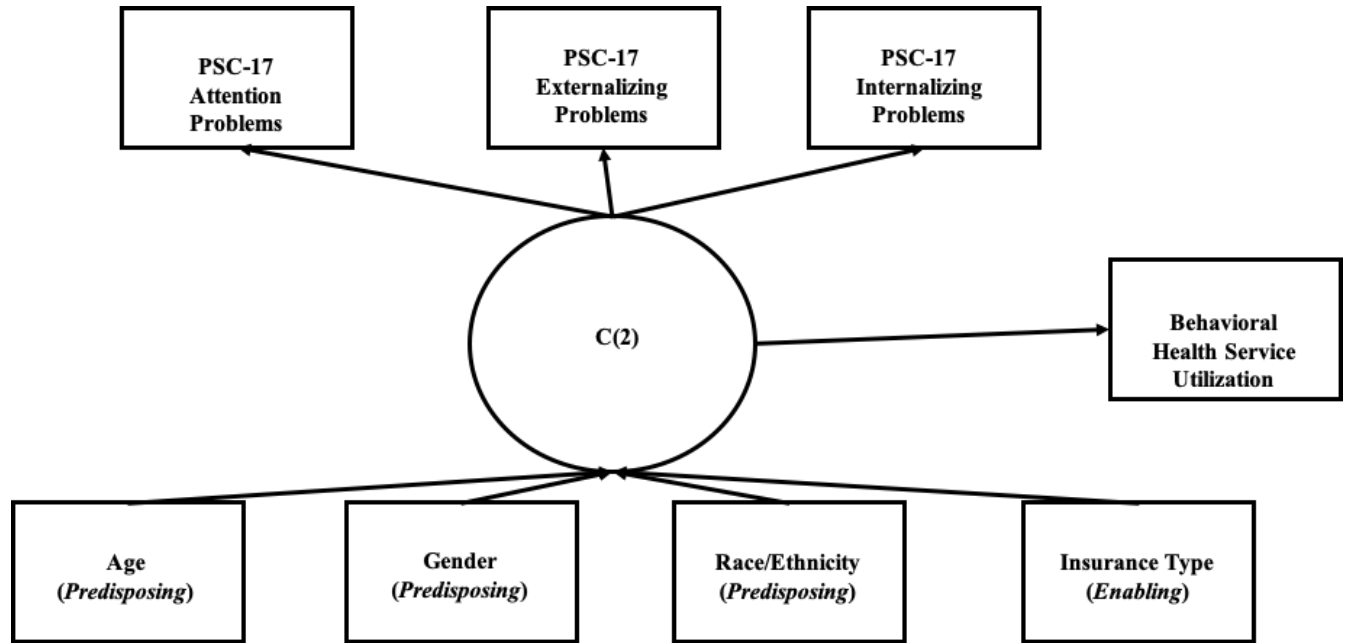 PSC-17
Attention
Problems
PSC-17
Externalizing
Problems
PSC-17
Internalizing
Problems
C(2)
Behavioral
Health Service
Utilization
Age
(Predisposing)
Gender
(Predisposing)
Race/Ethnicity
(Predisposing)
Insurance Type
(Enabling)